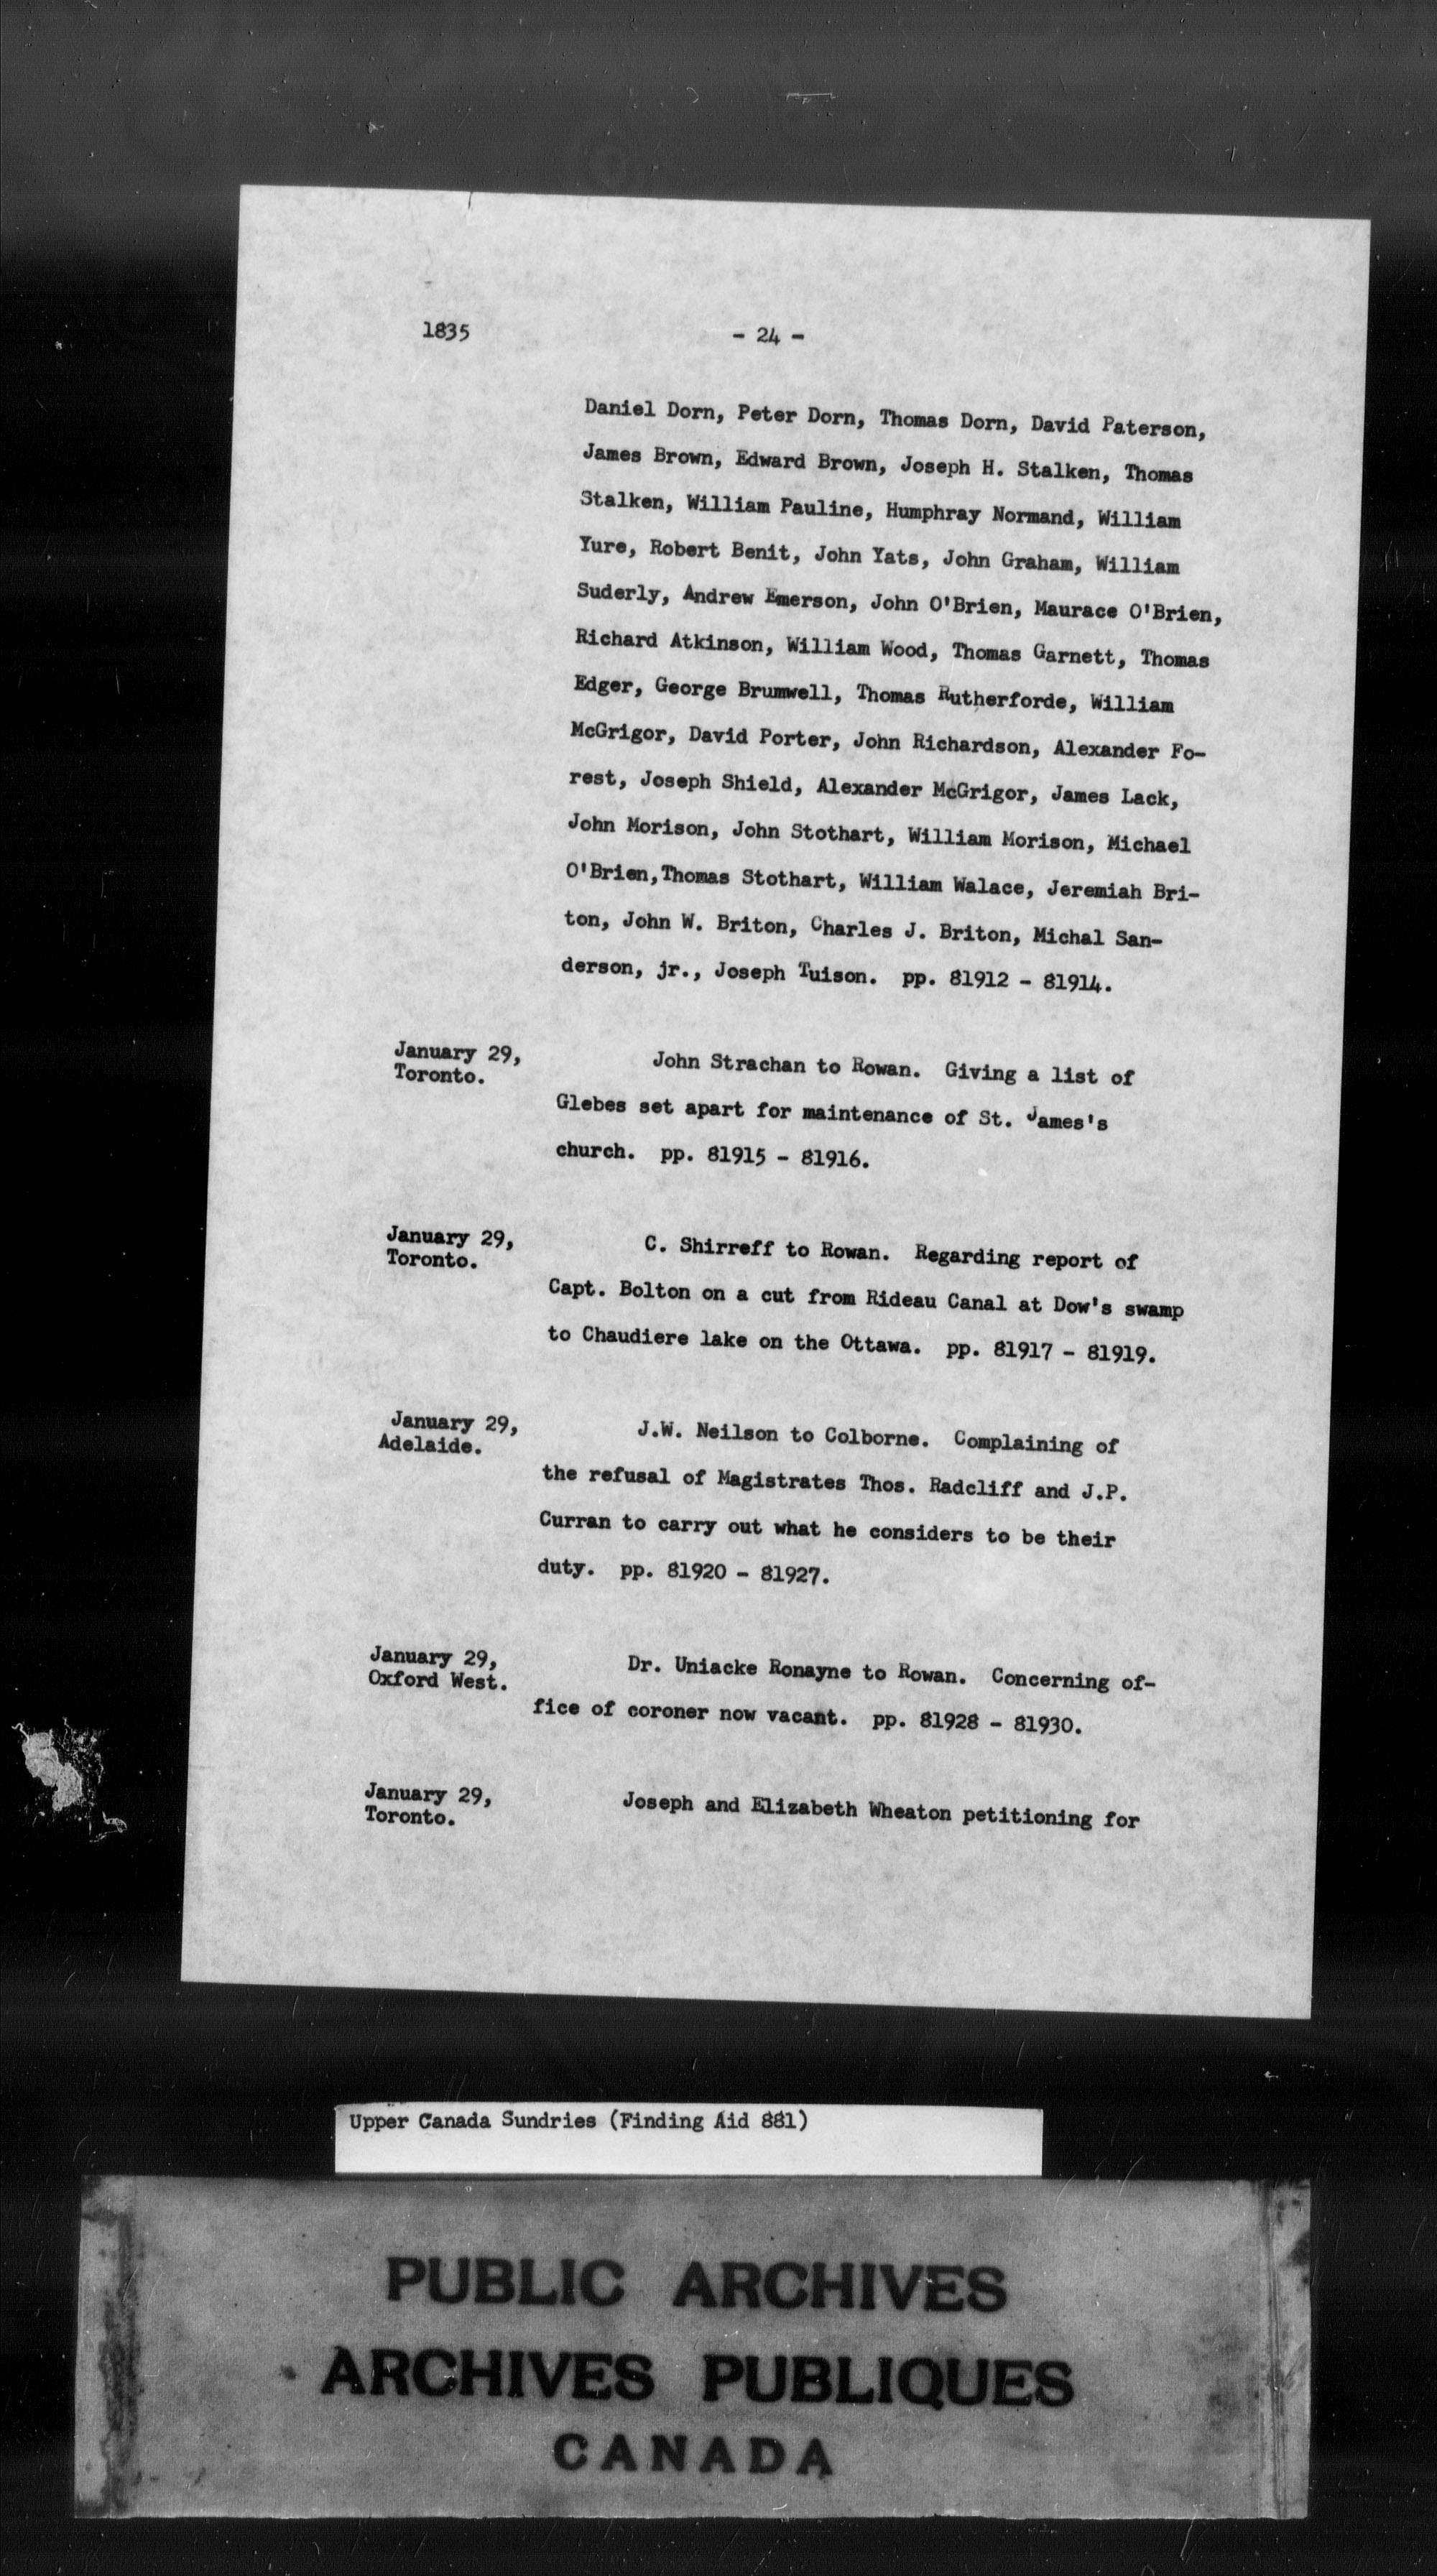 1835
- 24 -
Daniel Dorn, Peter Dorn, Thomas Dorn, David Paterson,
James Brown, Edward Brown, Joseph H. Stalken, Thomas
Stalken, William Pauline, Humphray Normand, William
Yure, Robert Benit, John Yats, John Graham, William
Suderly, Andrew Emerson, John O'Brien, Maurace O'Brien,
Richard Atkinson, William Wood, Thomas Garnett, Thomas
Edger, George Brumwell, Thomas Rutherforde, William
McGrigor, David Porter, John Richardson, Alexander Fo-
rest, Joseph Shield, Alexander McGrigor, James Lack,
John Morison, John Stothart, William Morison, Michael
O'Brien,Thomas Stothart, William Walace, Jeremiah Bri-
ton, John W. Briton, Charles J. Briton, Michal San-
derson, jr., Joseph Tuison. pp. 81912 - 81914.
January 29,
Toronto.
John Strachan to Rowan. Giving a list of
Glebes set apart for maintenance of St. James's
church. pp. 81915 - 81916.
January 29,
Toronto.
C. Shirreff to Rowan. Regarding report of
Capt. Bolton on a cut from Rideau Canal at Dow's swamp
to Chaudiere lake on the Ottawa. pp. 81917 - 81919.
January 29,
Adelaide.
J.W. Neilson to Colborne. Complaining of
the refusal of Magistrates Thos. Radcliff and J.P.
Curran to carry out what he considers to be their
duty. pp. 81920 - 81927.
January 29,
Oxford West.
Dr. Uniacke Ronayne to Rowan. Concerning of-
fice of coroner now vacant. pp. 81928 - 81930.
January 29,
Toronto.
Joseph and Elizabeth Wheaton petitioning for
Upper Canada Sundries (Finding Aid 881)
PUBLIC ARCHIVES
ARCHIVES PUBLIQUES
CANADA